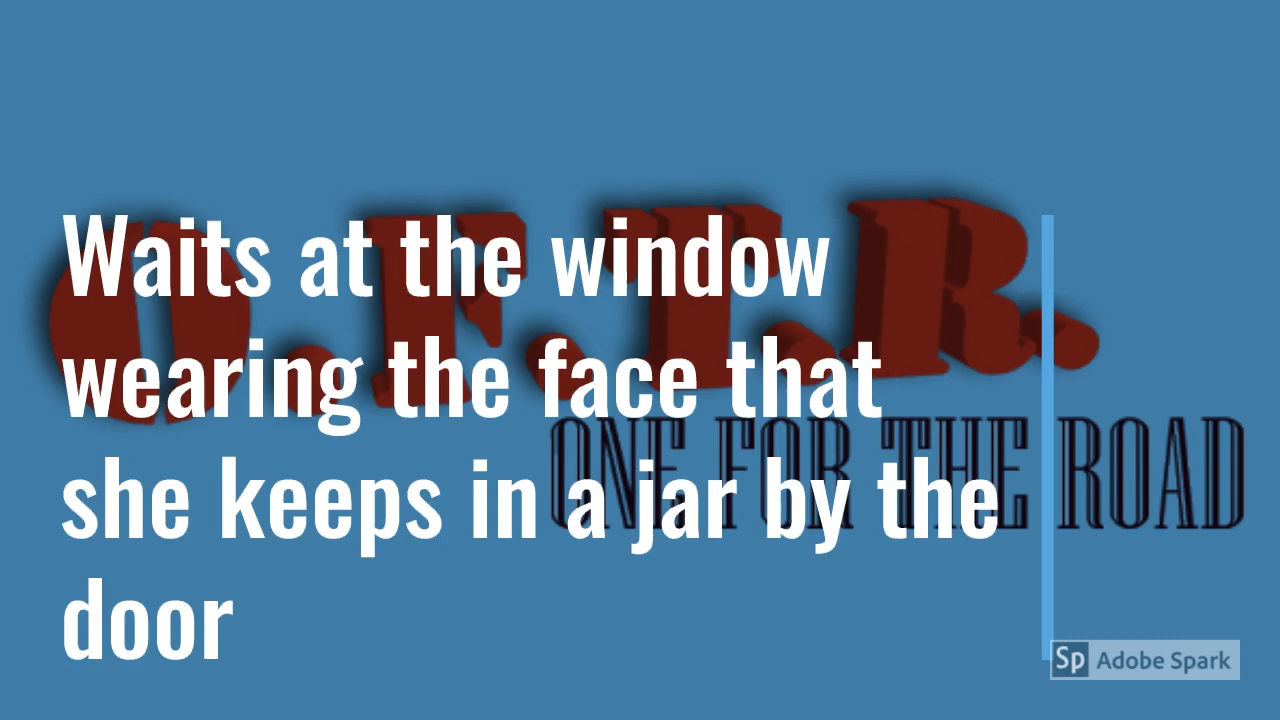 O.F.T.R.
Waits at the window
wearing the face that
ONE FOR THE ROAD
she keeps in a jar by the
door
Sp Adobe Spark